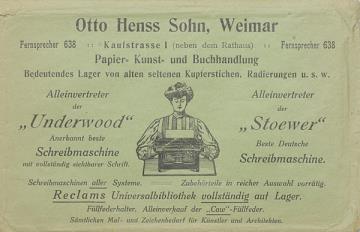 Otto Henss Sohn, Weimar
Fernsprecher 638 :: Kaufstrasse 1 (neben dem Rathaus) :: Fernsprecher 638
Papier- Kunst- und Buchhandlung
Bedeutendes Lager von alten seltenen Kupferstichen, Radierungen u. s. w.
Alleinvertreter
der
„Underwood"
Anerkannt beste
Schreibmaschine
mit vollständig sichtbarer Schrift.
Alleinvertreter
der
„Stoewer"
Beste Deutsche
Schreibmaschine.
Schreibmaschinen aller Systeme. Zubehörteile in reicher Auswahl vorrätig.
Reclams Universalbibliothek vollständig auf Lager.
Füllfederhalter. Alleinverkauf der „Caw"-Füllfeder.
Sämtlichen Mal- und Zeichenbedarf für Künstler und Architekten.